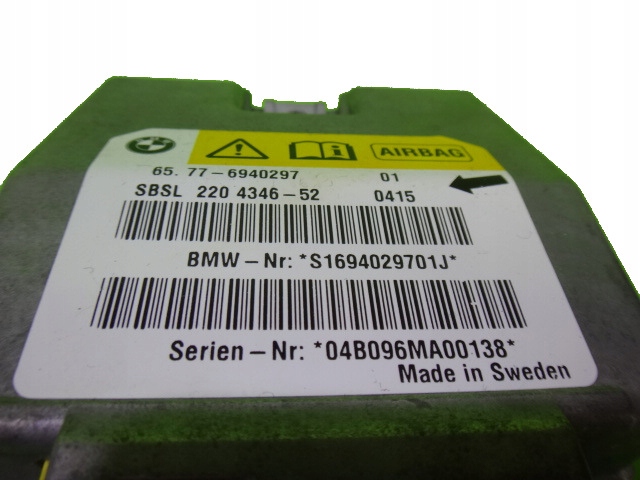 AIRBAG
65. 77-6940297 01
SBSL 220 4346-52 0415
BMW-Nr: *S1694029701J*
Serien-Nr: *04B096MA00138*
Made in Sweden